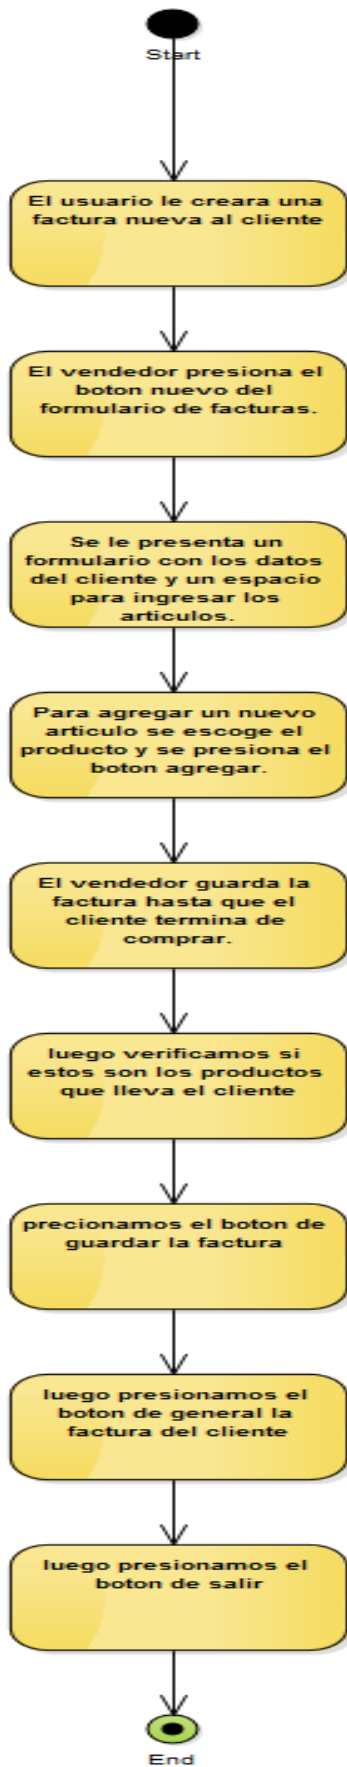 Start
El usuario le creara una
factura nueva al cliente
El vendedor presiona el
boton nuevo del
formulario de facturas.
Se le presenta un
formulario con los datos
del cliente y un espacio
para ingresar los
articulos.
Para agregar un nuevo
articulo se escoge el
producto y se presiona el
boton agregar.
El vendedor guarda la
factura hasta que el
cliente termina de
comprar.
luego verificamos si
estos son los productos
que lleva el cliente
precionamos el boton de
guardar la factura
luego presionamos el
boton de general la
factura del cliente
luego presionamos el
boton de salir
End